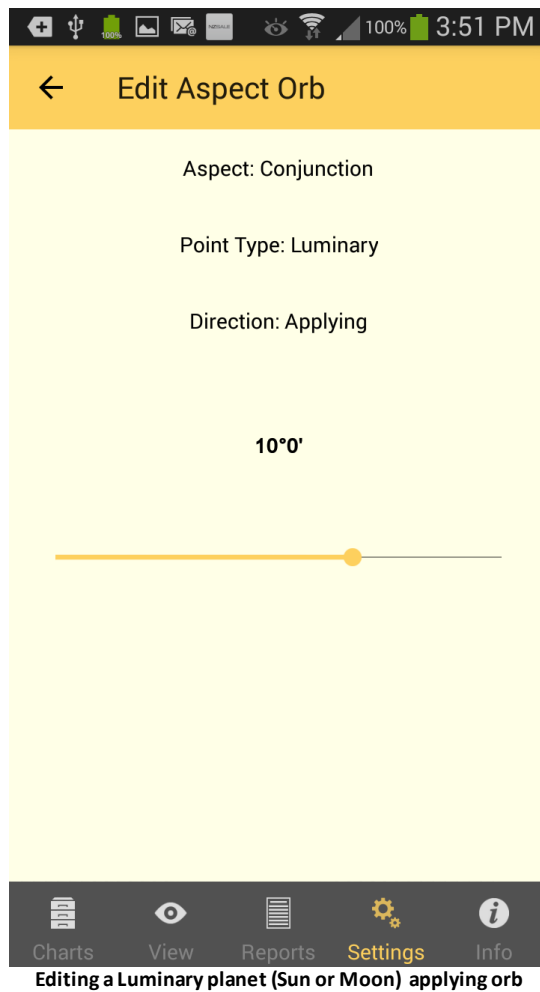 100% 3:51 PM
100%
Edit Aspect Orb
Aspect: Conjunction
Point Type: Luminary
Direction: Applying
10°0'
Charts View Reports Settings Info
Editing a Luminary planet (Sun or Moon) applying orb